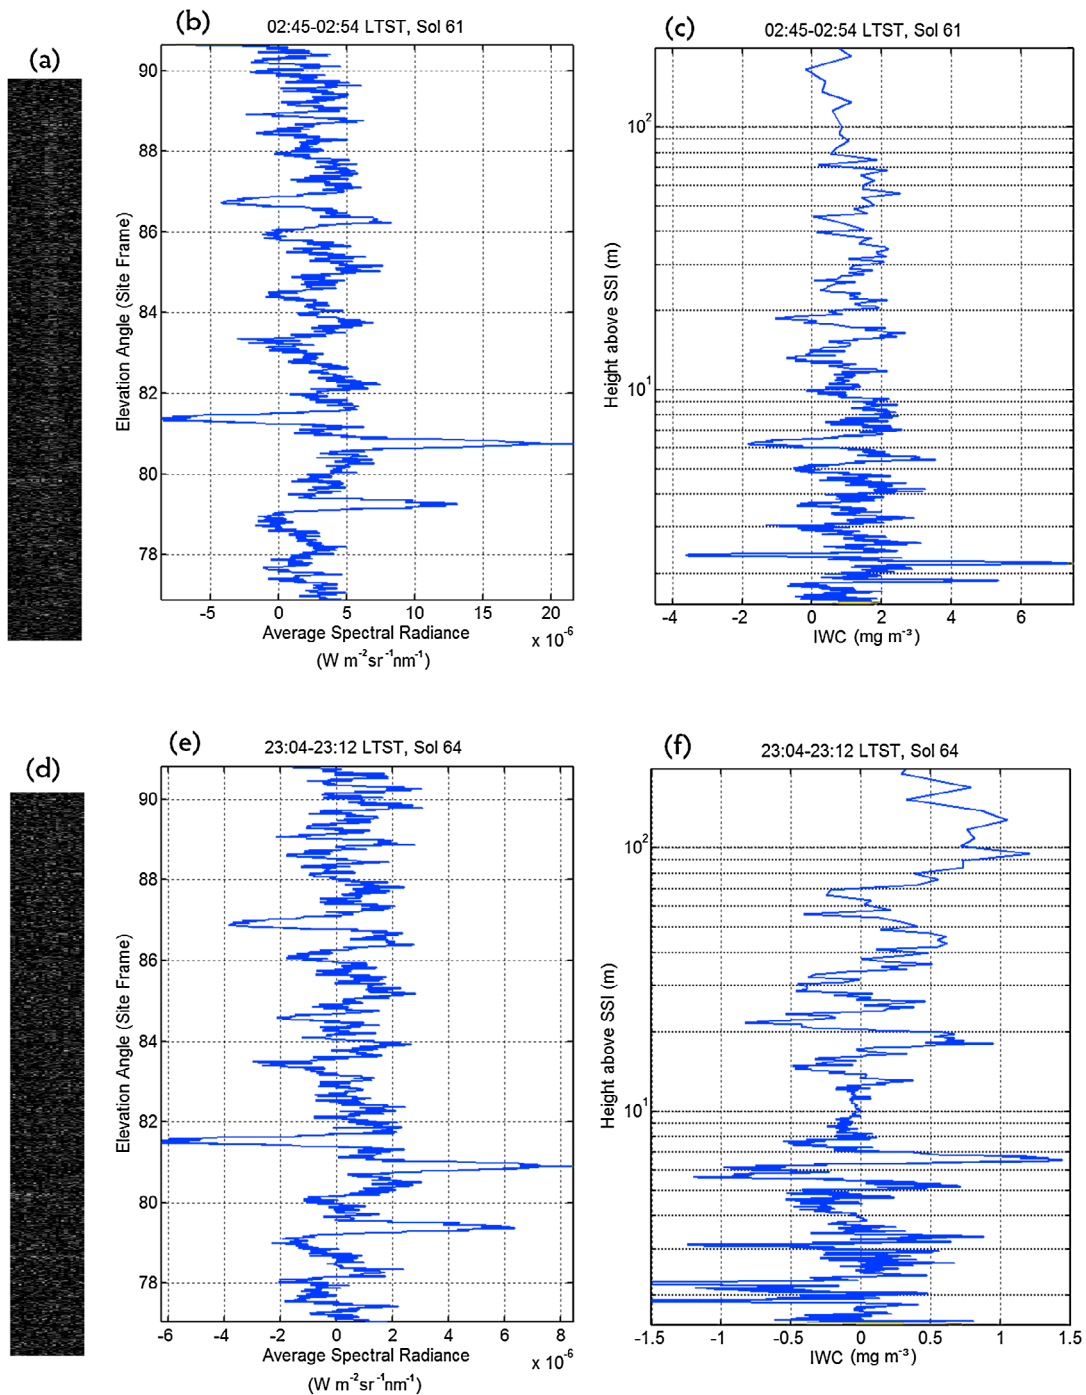 (a)
(b)
02:45-02:54 LTST, Sol 61
90
88
86
84
82
80
78
Elevation Angle (Site Frame)
-5
0
5
10
15
20
Average Spectral Radiance
x 10⁻⁶
(W m⁻²sr⁻¹nm⁻¹)
(c)
02:45-02:54 LTST, Sol 61
10²
10¹
Height above SSI (m)
-4
-2
0
2
4
6
IWC (mg m⁻³)
(d)
(e)
23:04-23:12 LTST, Sol 64
90
88
86
84
82
80
78
Elevation Angle (Site Frame)
-6
-4
-2
0
2
4
6
8
Average Spectral Radiance
x 10⁻⁶
(W m⁻²sr⁻¹nm⁻¹)
(f)
23:04-23:12 LTST, Sol 64
10²
10¹
Height above SSI (m)
-1.5
-1
-0.5
0
0.5
1
1.5
IWC (mg m⁻³)